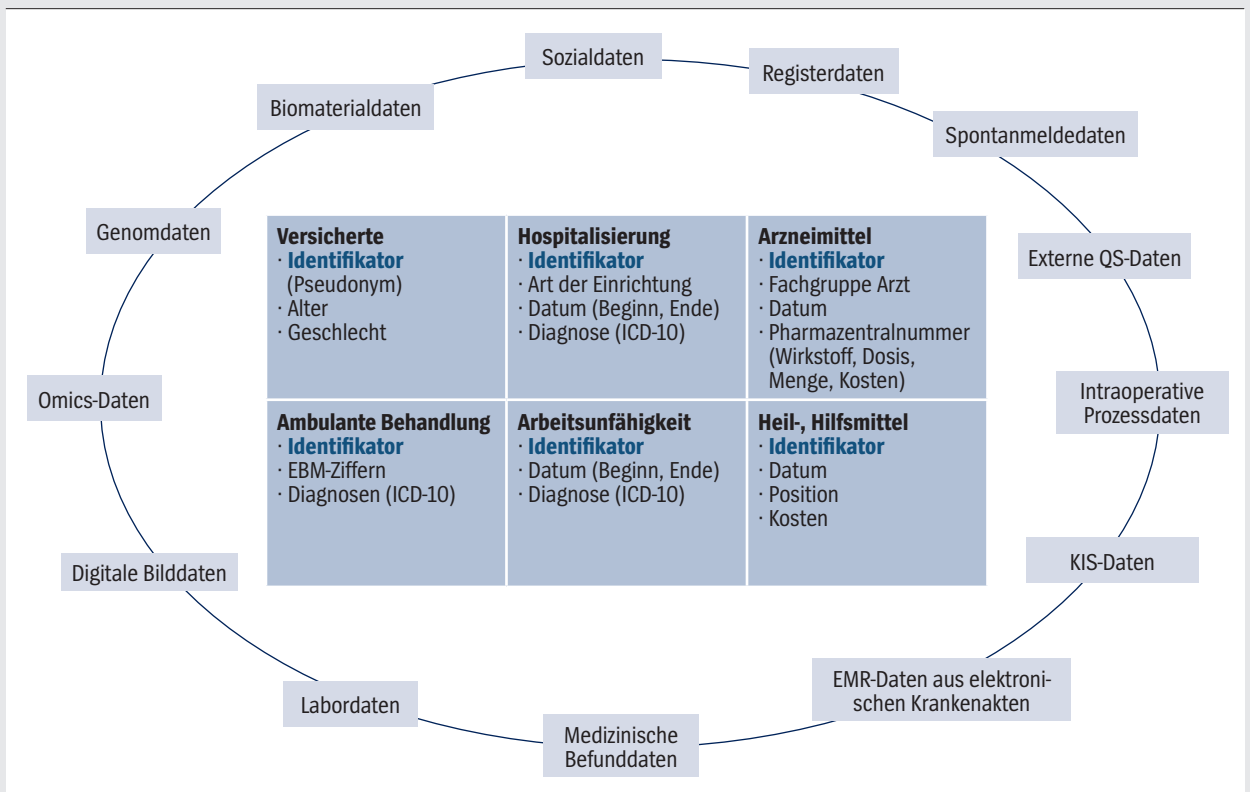 Sozialdaten
Registerdaten
Biomaterialdaten
Spontanmeldedaten
Genomdaten
Externe QS-Daten
Versicherte
· Identifikator
(Pseudonym)
· Alter
· Geschlecht
Hospitalisierung
· Identifikator
· Art der Einrichtung
· Datum (Beginn, Ende)
· Diagnose (ICD-10)
Arzneimittel
· Identifikator
· Fachgruppe Arzt
· Datum
· Pharmazentralnummer
(Wirkstoff, Dosis,
Menge, Kosten)
Omics-Daten
Intraoperative
Prozessdaten
Ambulante Behandlung
· Identifikator
· EBM-Ziffern
· Diagnosen (ICD-10)
Arbeitsunfähigkeit
· Identifikator
· Datum (Beginn, Ende)
· Diagnose (ICD-10)
Heil-, Hilfsmittel
· Identifikator
· Datum
· Position
· Kosten
Digitale Bilddaten
KIS-Daten
Labordaten
EMR-Daten aus elektroni-
schen Krankenakten
Medizinische
Befunddaten